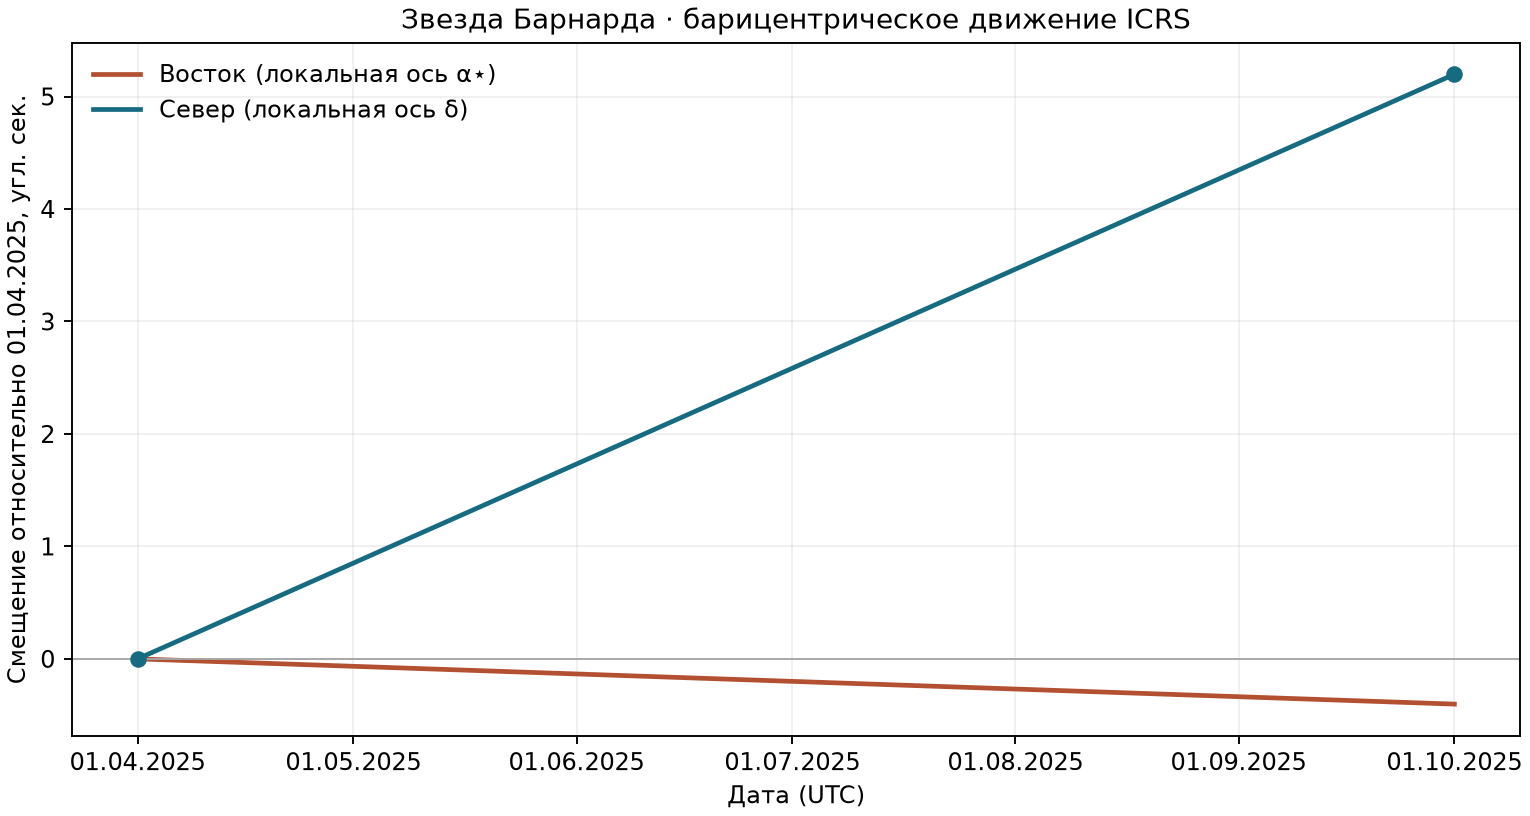 Звезда Барнарда · барицентрическое движение ICRS
Восток (локальная ось α⋆)
Север (локальная ось δ)
Смещение относительно 01.04.2025, угл. сек.
5
4
3
2
1
0
01.04.2025 01.05.2025 01.06.2025 01.07.2025 01.08.2025 01.09.2025 01.10.2025
Дата (UTC)